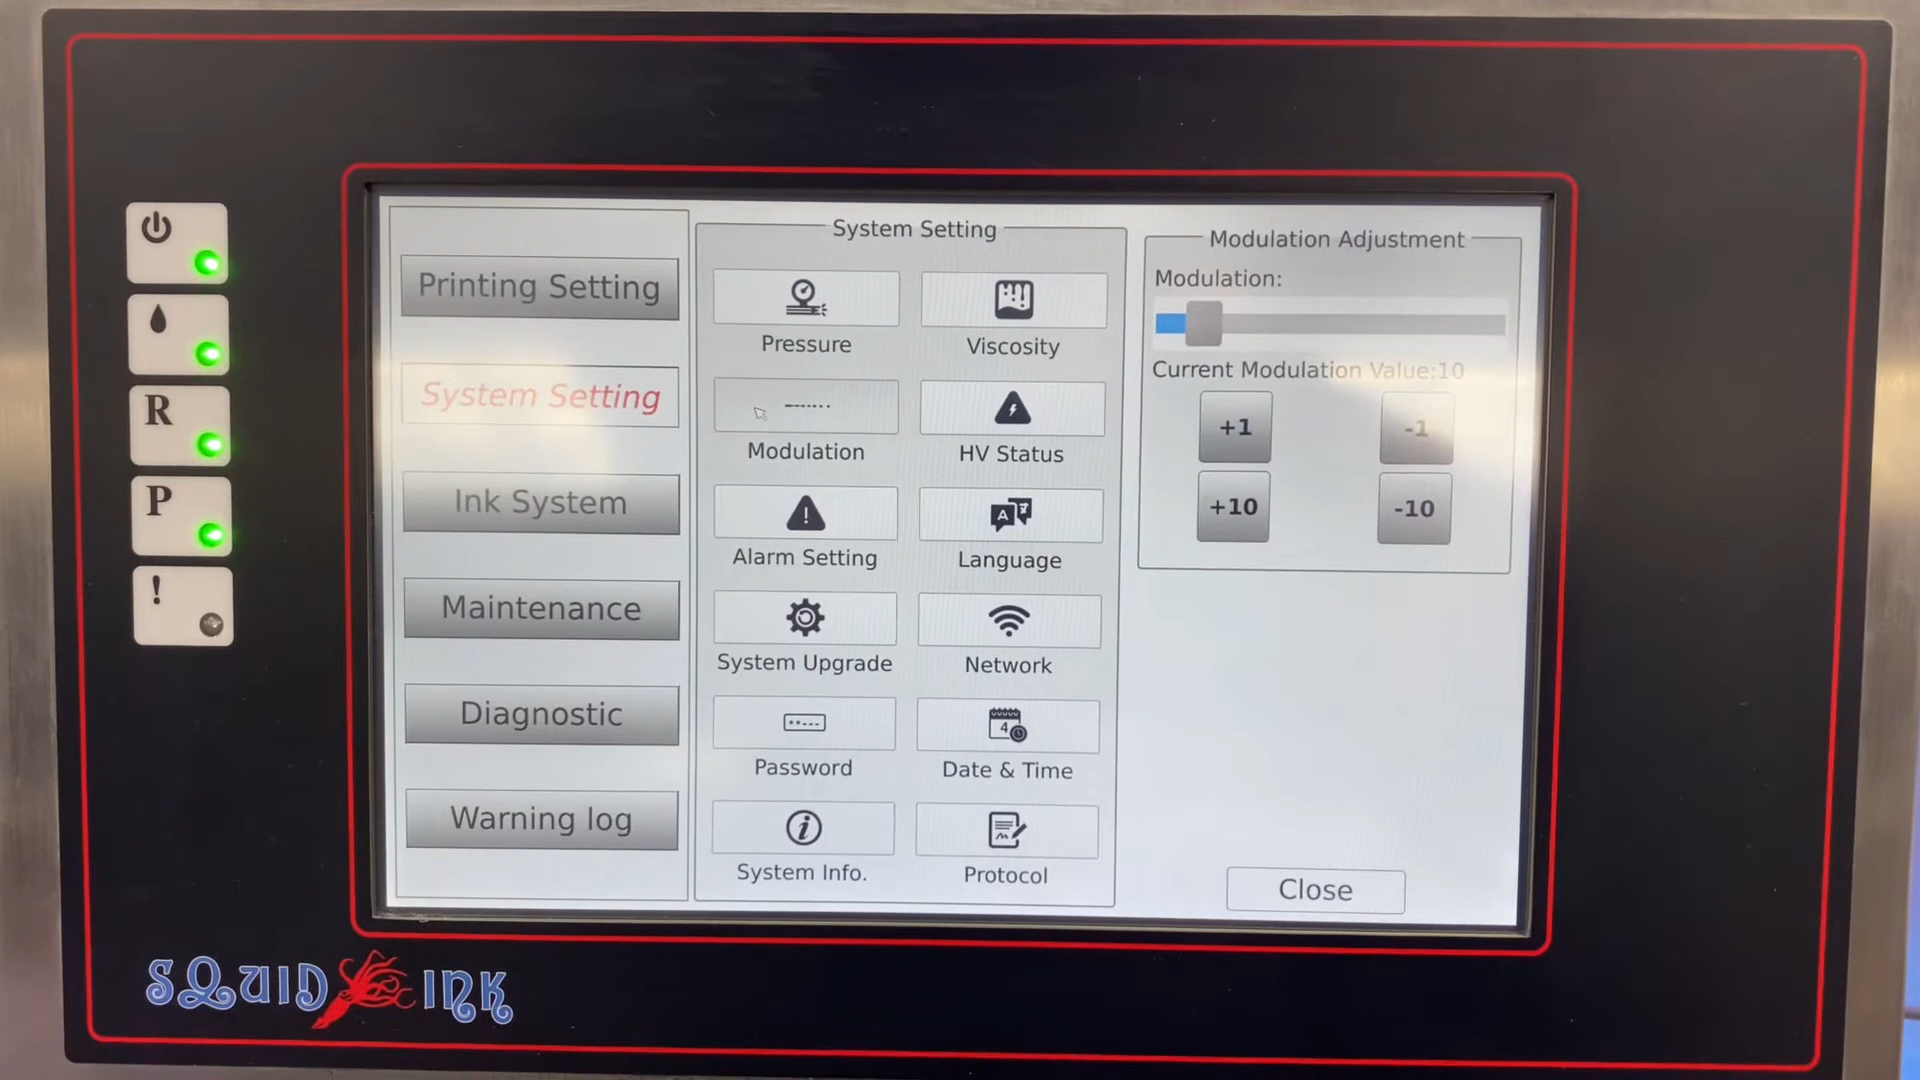 R
P
!
Printing Setting
System Setting
Ink System
Maintenance
Diagnostic
Warning log
System Setting
Pressure
Viscosity
Modulation
HV Status
Alarm Setting
Language
System Upgrade
Network
Password
Date & Time
System Info.
Protocol
Modulation Adjustment
Modulation:
Current Modulation Value:10
+1
-1
+10
-10
Close
SQUID INK